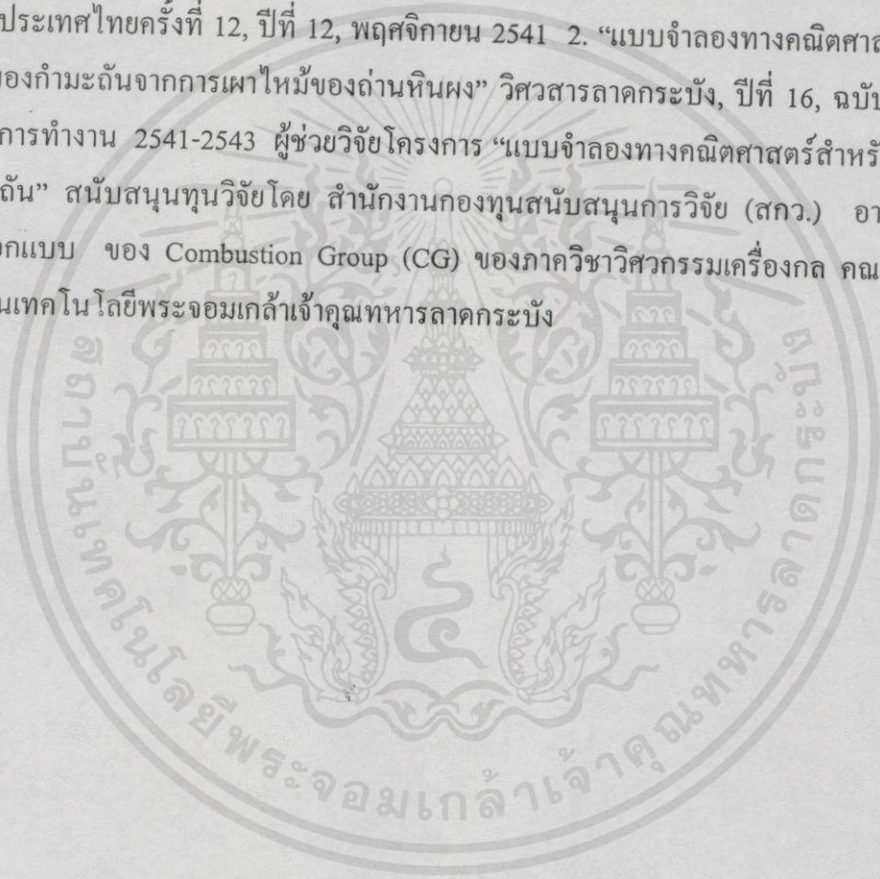 ประเทศไทยครั้งที่ 12, ปีที่ 12, พฤศจิกายน 2541 2. “แบบจำลองทางคณิตศาส
ของกำมะถันจากการเผาไหม้ของถ่านหินผง” วิศวสารลาดกระบัง, ปีที่ 16, ฉบับ
การทำงาน 2541-2543 ผู้ช่วยวิจัยโครงการ “แบบจำลองทางคณิตศาสตร์สำหรั
ถัน” สนับสนุนทุนวิจัยโดย สำนักงานกองทุนสนับสนุนการวิจัย (สกว.) อา
อกแบบ ของ Combustion Group (CG) ของภาควิชาวิศวกรรมเครื่องกล คณ
นเทคโนโลยีพระจอมเกล้าเจ้าคุณทหารลาดกระบัง
สถาบันเทคโนโลยีพระจอมเกล้าเจ้าคุณทหารลาดกระบัง